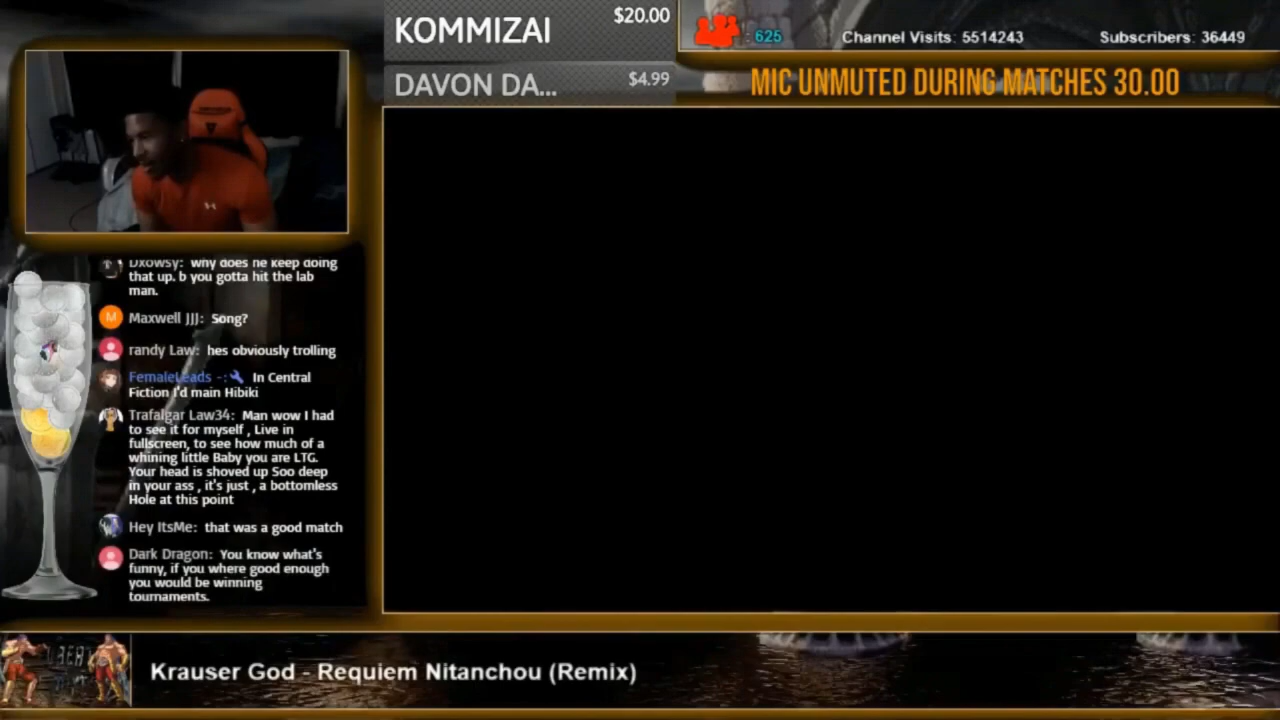 KOMMIZAI $20.00
DAVON DA... $4.99
: 625
Channel Visits: 5514243
Subscribers: 36449
MIC UNMUTED DURING MATCHES 30.00
Dxowsy: why does he keep doing
that up. b you gotta hit the lab
man.
M Maxwell JJJ: Song?
randy Law: hes obviously trolling
FemaleLeads -: In Central
Fiction I'd main Hibiki
Trafalgar Law34: Man wow I had
to see it for myself , Live in
fullscreen, to see how much of a
whining little Baby you are LTG.
Your head is shoved up Soo deep
in your ass , it's just , a bottomless
Hole at this point
Hey ItsMe: that was a good match
Dark Dragon: You know what's
funny, if you where good enough
you would be winning
tournaments.
Krauser God - Requiem Nitanchou (Remix)